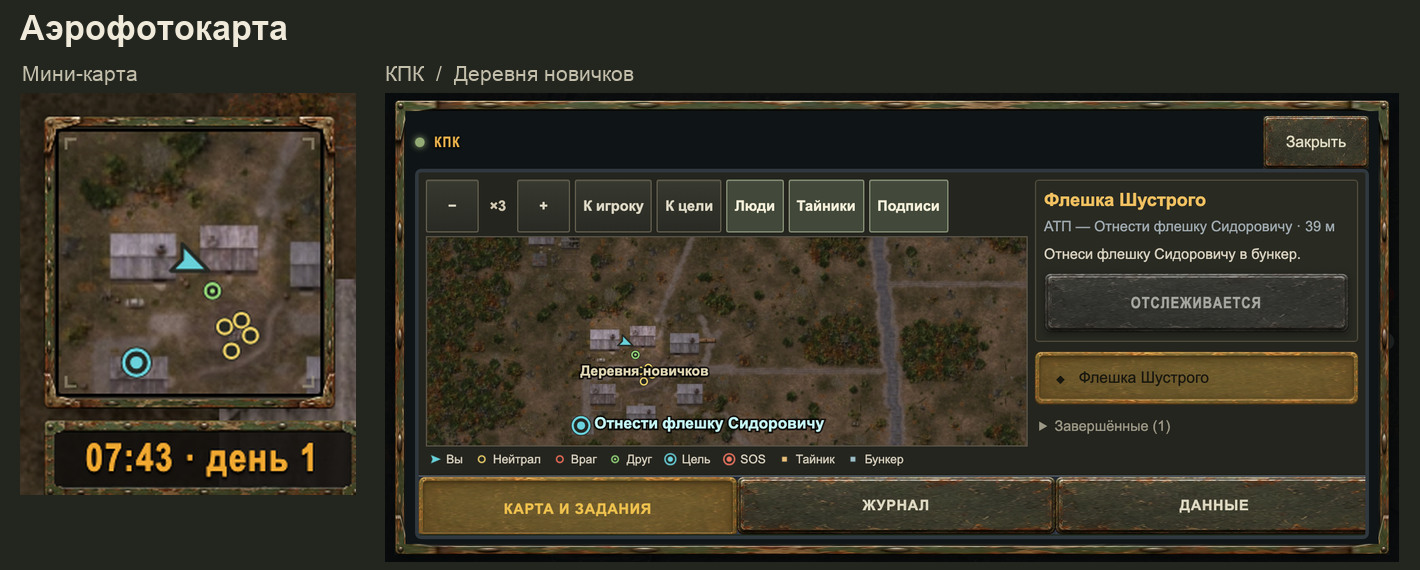 Аэрофотокарта
Мини-карта
КПК / Деревня новичков
07:43 · день 1
КПК
Закрыть
− ×3 + К игроку К цели Люди Тайники Подписи
Деревня новичков
Отнести флешку Сидоровичу
Вы Нейтрал Враг Друг Цель SOS Тайник Бункер
Флешка Шустрого
АТП — Отнести флешку Сидоровичу · 39 м
Отнеси флешку Сидоровичу в бункер.
ОТСЛЕЖИВАЕТСЯ
Флешка Шустрого
Завершённые (1)
КАРТА И ЗАДАНИЯ
ЖУРНАЛ
ДАННЫЕ